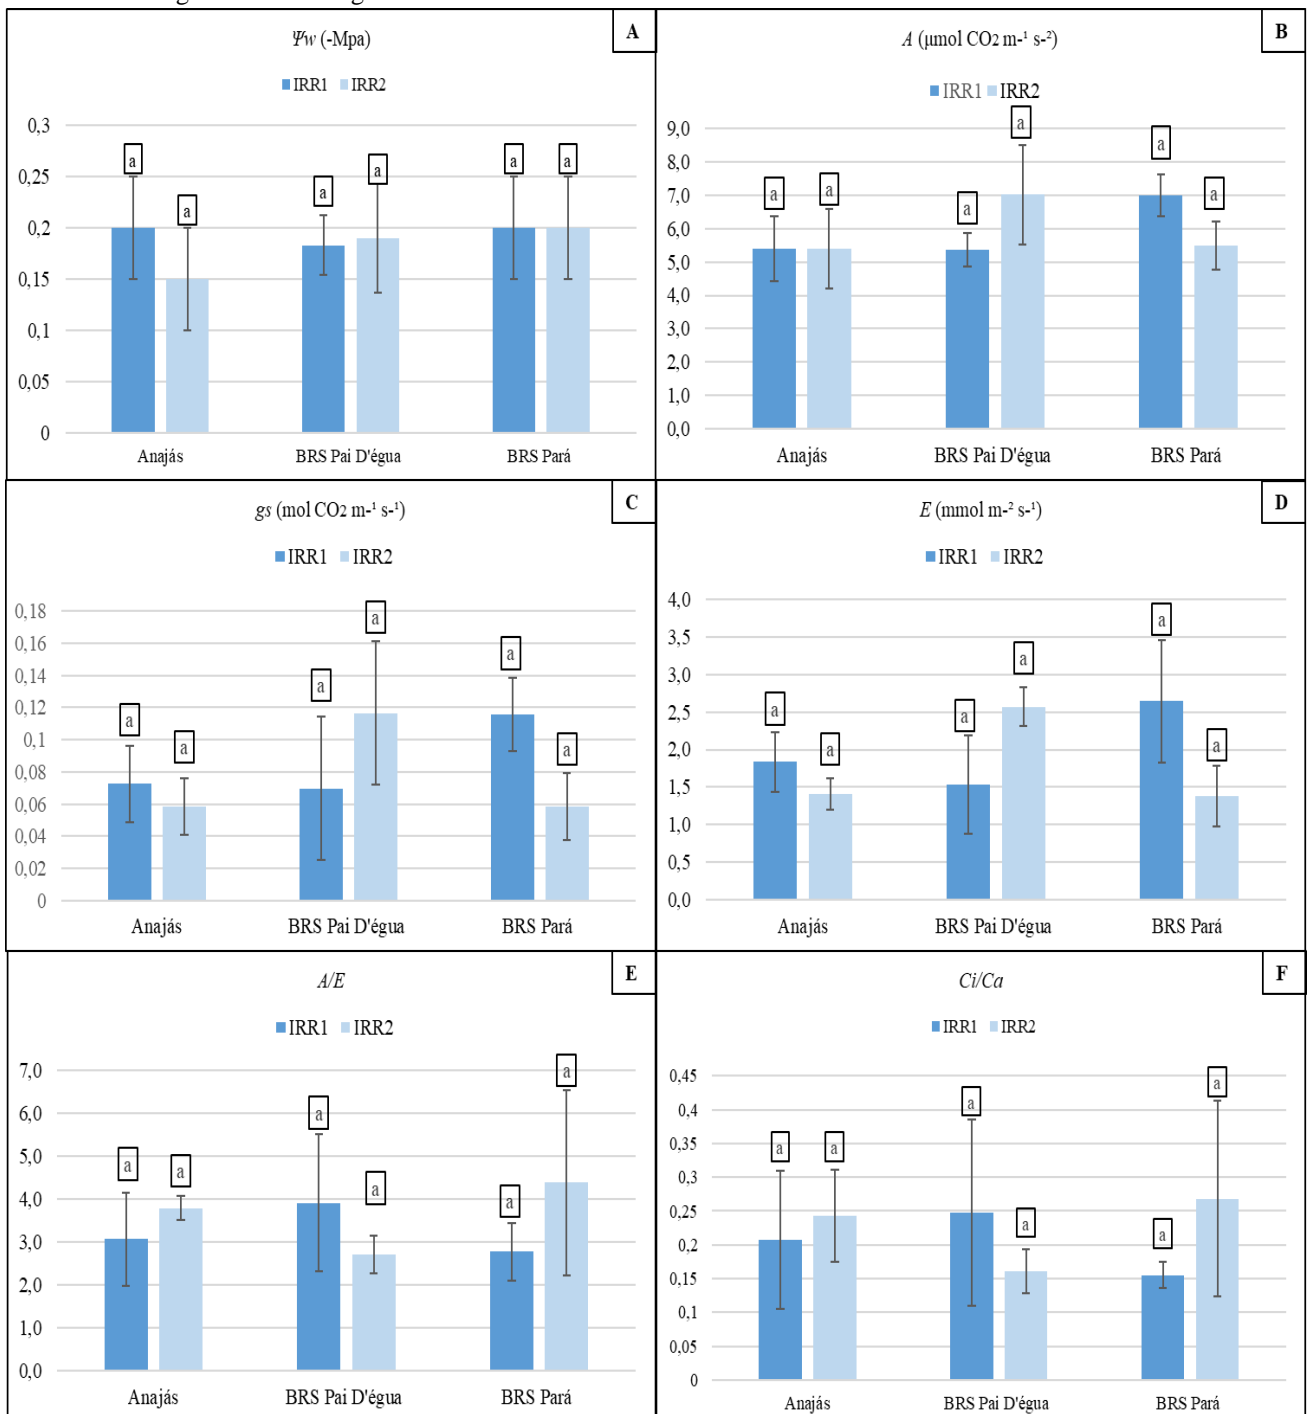 Ψw (-Mpa)
A
IRR1 IRR2
0,3
0,25
0,2
0,15
0,1
0,05
0
a
a
a
a
a
a
Anajás
BRS Pai D'égua
BRS Pará
A (μmol CO2 m-¹ s-²)
B
IRR1 IRR2
9,0
8,0
7,0
6,0
5,0
4,0
3,0
2,0
1,0
0,0
a
a
a
a
a
a
Anajás
BRS Pai D'égua
BRS Pará
gs (mol CO2 m-¹ s-¹)
C
IRR1 IRR2
0,18
0,16
0,14
0,12
0,1
0,08
0,06
0,04
0,02
0
a
a
a
a
a
a
Anajás
BRS Pai D'égua
BRS Pará
E (mmol m-² s-¹)
D
IRR1 IRR2
4,0
3,5
3,0
2,5
2,0
1,5
1,0
0,5
0,0
a
a
a
a
a
a
Anajás
BRS Pai D'égua
BRS Pará
A/E
E
IRR1 IRR2
7,0
6,0
5,0
4,0
3,0
2,0
1,0
0,0
a
a
a
a
a
a
Anajás
BRS Pai D'égua
BRS Pará
Ci/Ca
F
IRR1 IRR2
0,45
0,4
0,35
0,3
0,25
0,2
0,15
0,1
0,05
0
a
a
a
a
a
a
Anajás
BRS Pai D'égua
BRS Pará